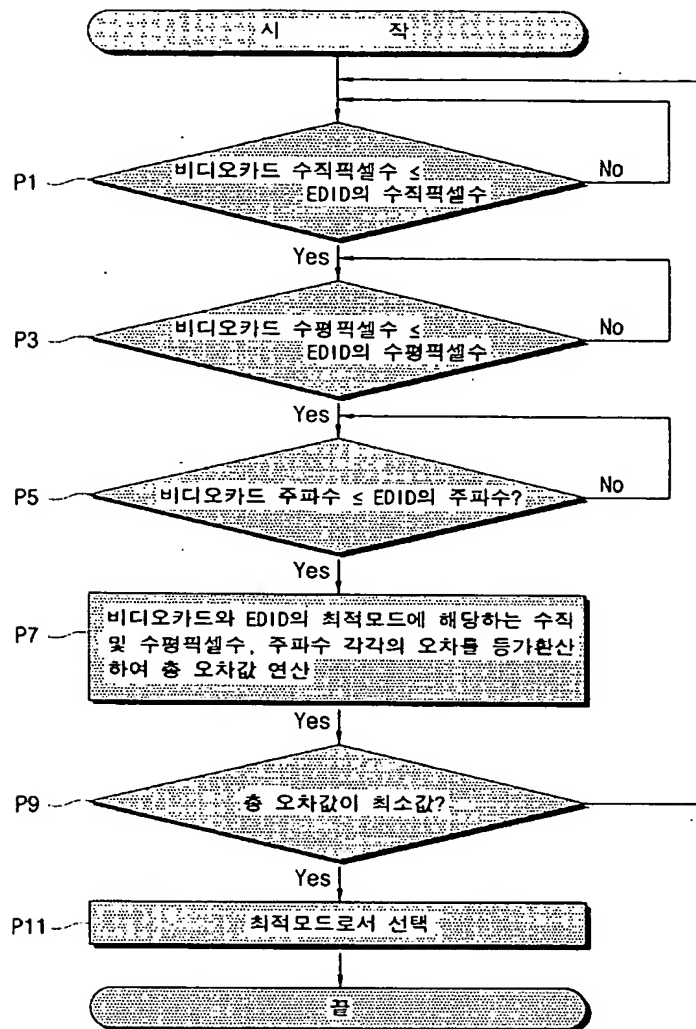 시 작
P1
비디오카드 수직픽셀수 ≤
EDID의 수직픽셀수
No
Yes
P3
비디오카드 수평픽셀수 ≤
EDID의 수평픽셀수
No
Yes
P5
비디오카드 주파수 ≤ EDID의 주파수?
No
Yes
P7
비디오카드와 EDID의 최적모드에 해당하는 수직
및 수평픽셀수, 주파수 각각의 오차를 등가환산
하여 총 오차값 연산
Yes
P9
총 오차값이 최소값?
Yes
P11
최적모드로서 선택
끝